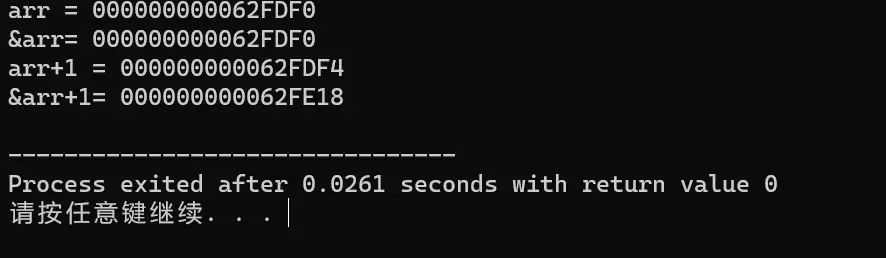 arr = 000000000062FDF0
&arr= 000000000062FDF0
arr+1 = 000000000062FDF4
&arr+1= 000000000062FE18
--------------------------------
Process exited after 0.0261 seconds with return value 0
请按任意键继续. . .